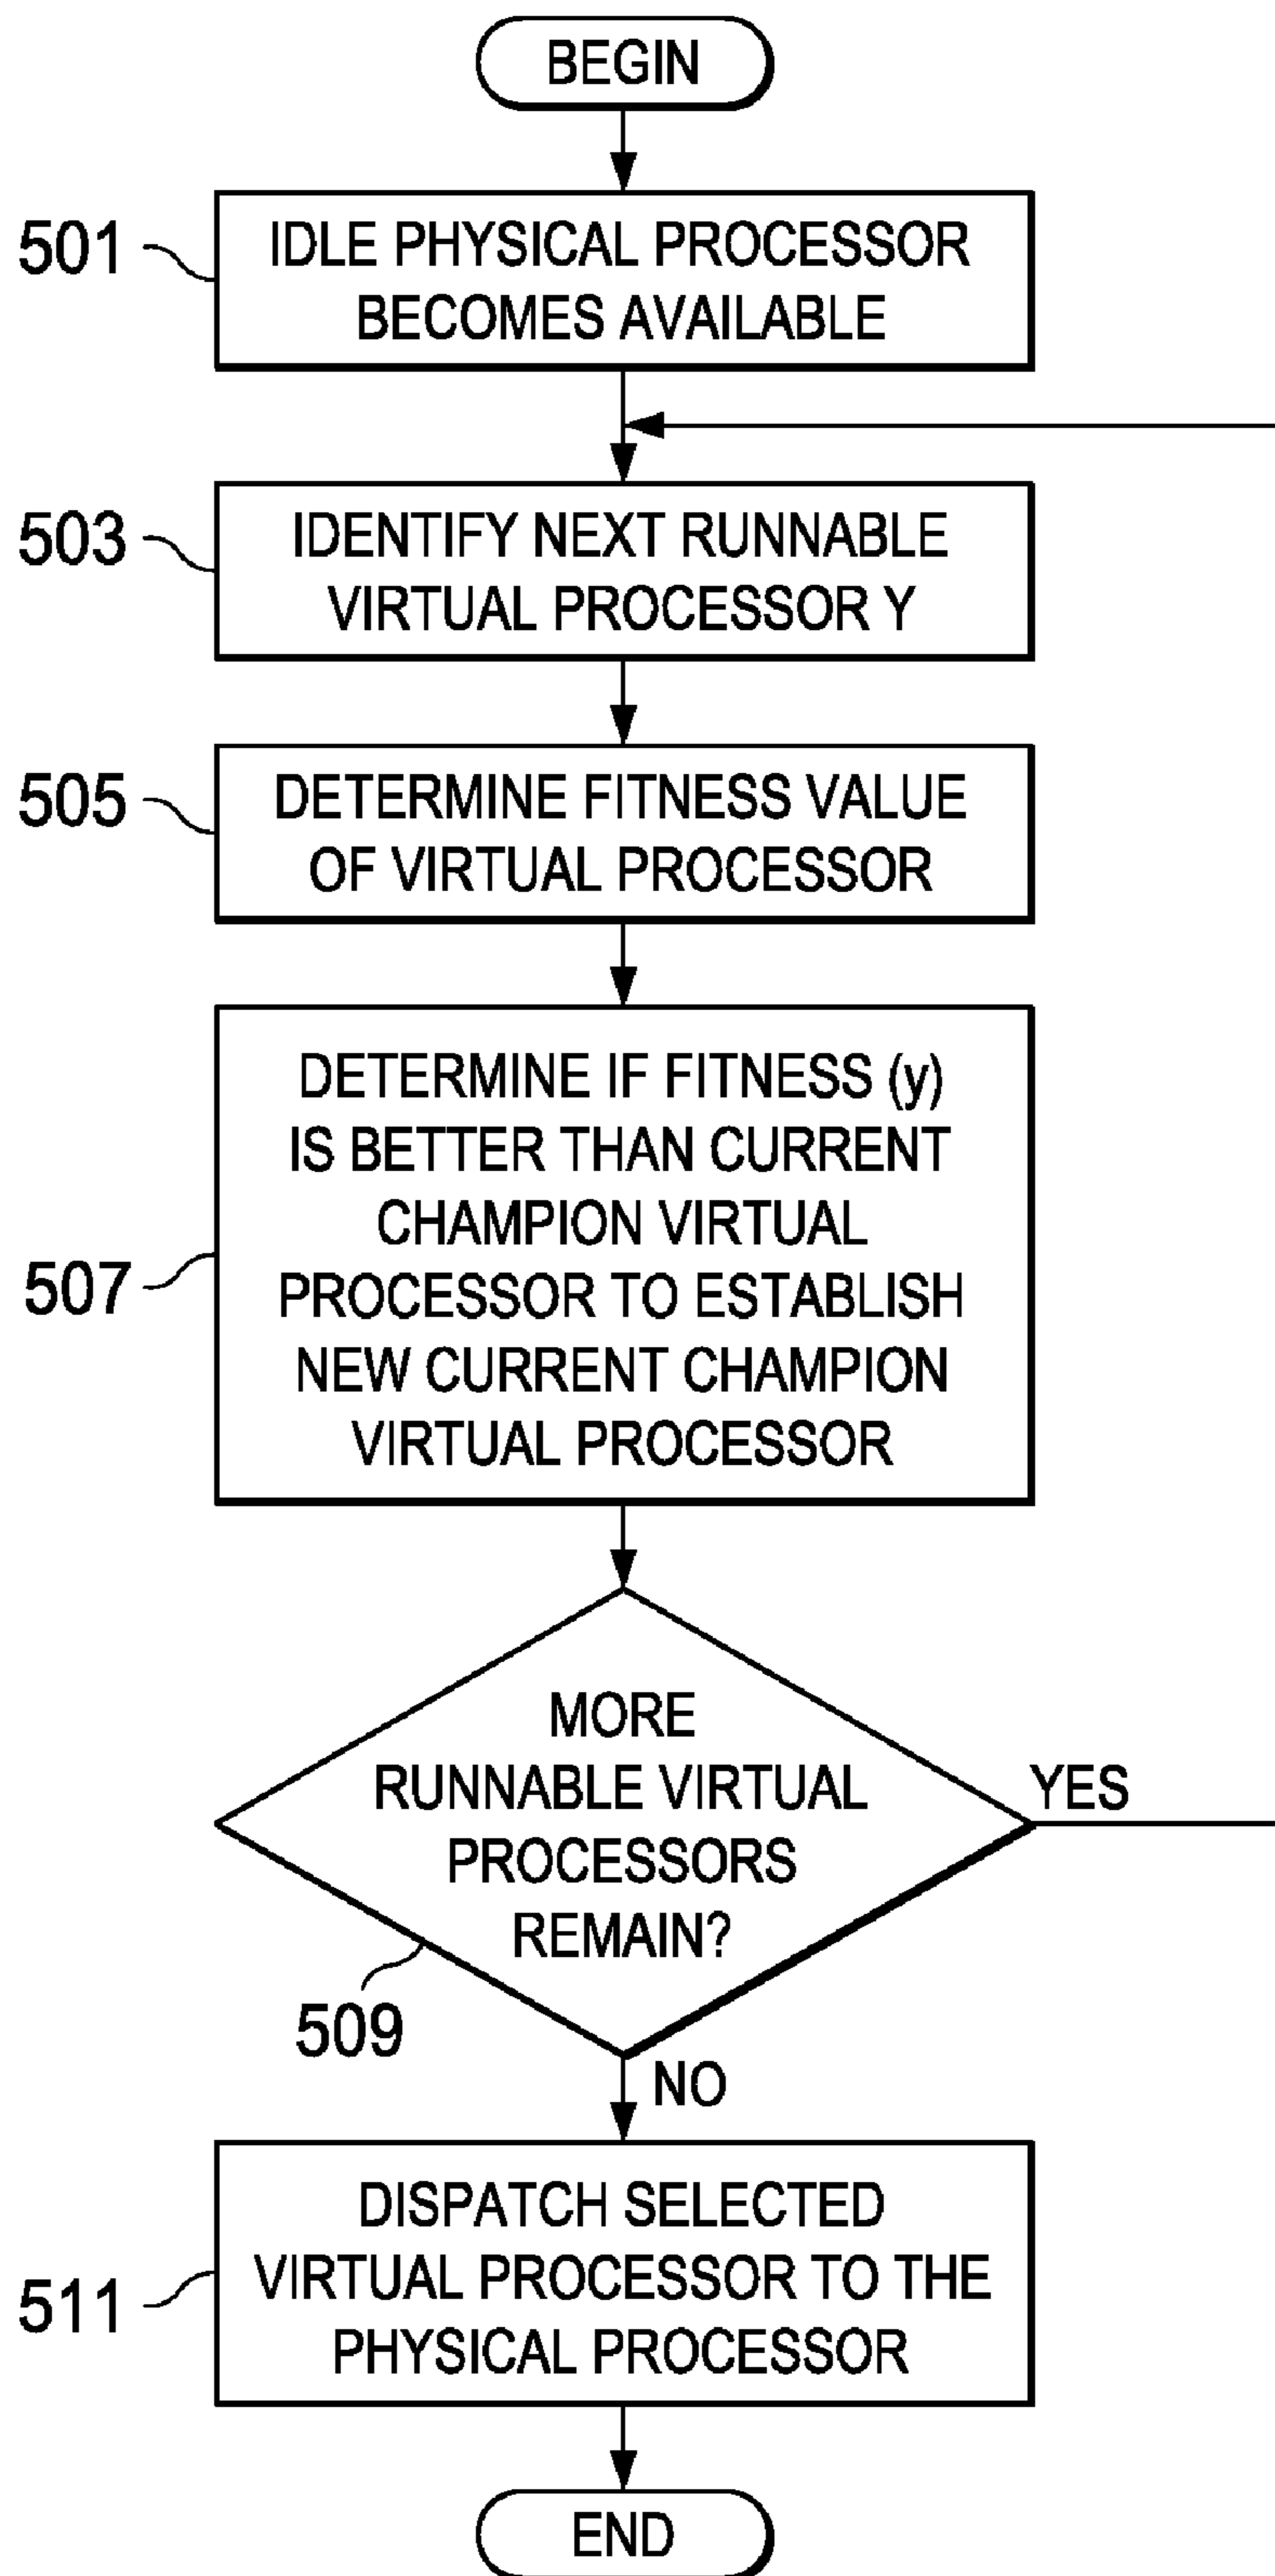 BEGIN
501
IDLE PHYSICAL PROCESSOR
BECOMES AVAILABLE
503
IDENTIFY NEXT RUNNABLE
VIRTUAL PROCESSOR Y
505
DETERMINE FITNESS VALUE
OF VIRTUAL PROCESSOR
507
DETERMINE IF FITNESS (y)
IS BETTER THAN CURRENT
CHAMPION VIRTUAL
PROCESSOR TO ESTABLISH
NEW CURRENT CHAMPION
VIRTUAL PROCESSOR
MORE
RUNNABLE VIRTUAL
PROCESSORS
REMAIN?
YES
509
NO
511
DISPATCH SELECTED
VIRTUAL PROCESSOR TO THE
PHYSICAL PROCESSOR
END